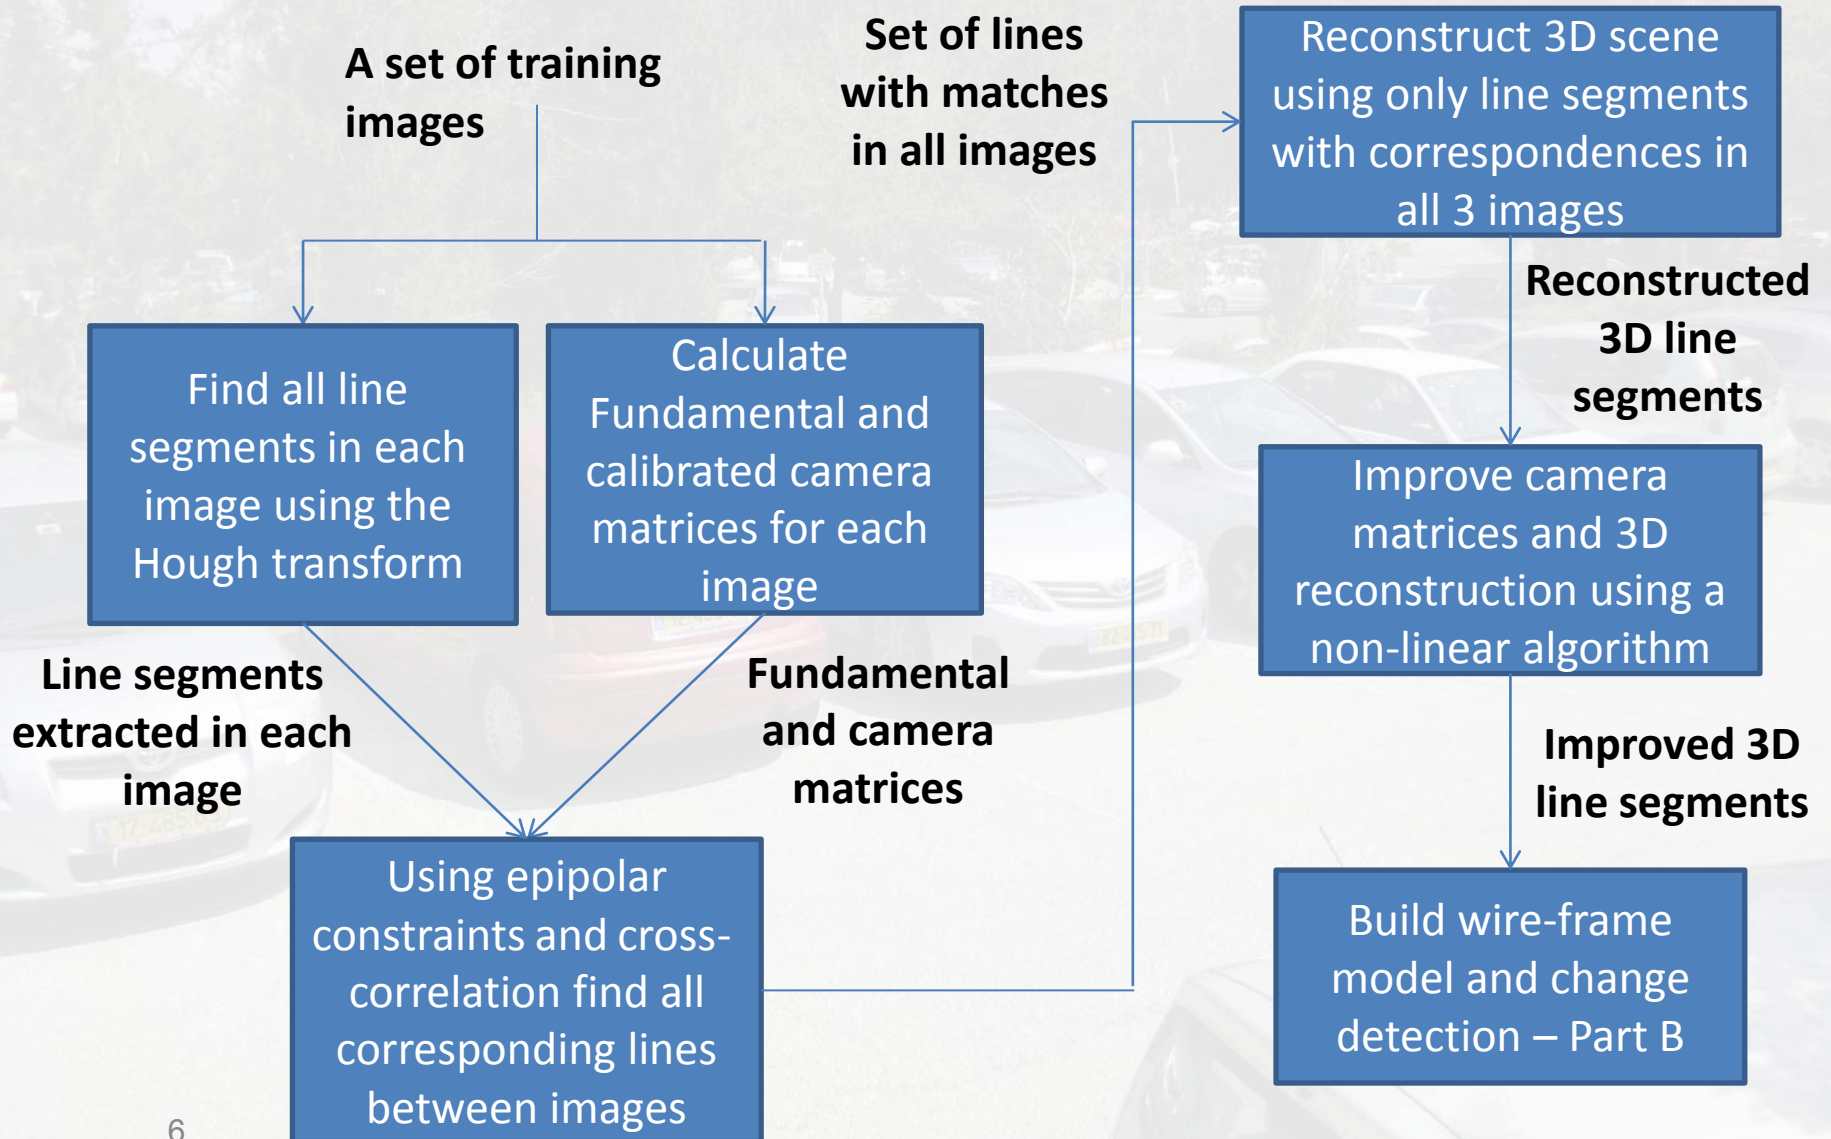 A set of training
images
Find all line
segments in each
image using the
Hough transform
Calculate
Fundamental and
calibrated camera
matrices for each
image
Line segments
extracted in each
image
Fundamental
and camera
matrices
Using epipolar
constraints and cross-
correlation find all
corresponding lines
between images
Set of lines
with matches
in all images
Reconstruct 3D scene
using only line segments
with correspondences in
all 3 images
Reconstructed
3D line
segments
Improve camera
matrices and 3D
reconstruction using a
non-linear algorithm
Improved 3D
line segments
Build wire-frame
model and change
detection – Part B
6